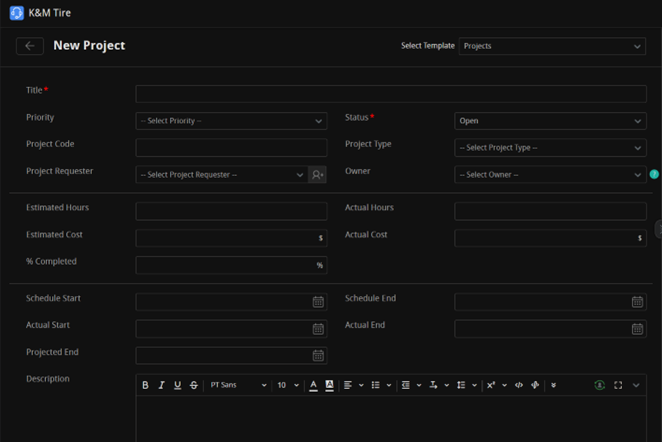 K&M Tire
New Project
Select Template Projects
Title *
Priority -- Select Priority -- Status * Open
Project Code Project Type -- Select Project Type --
Project Requester -- Select Project Requester -- Owner -- Select Owner -- ?
Estimated Hours Actual Hours
Estimated Cost $ Actual Cost $
% Completed %
Schedule Start Schedule End
Actual Start Actual End
Projected End
Description B I U S PT Sans 10 A A X² </>